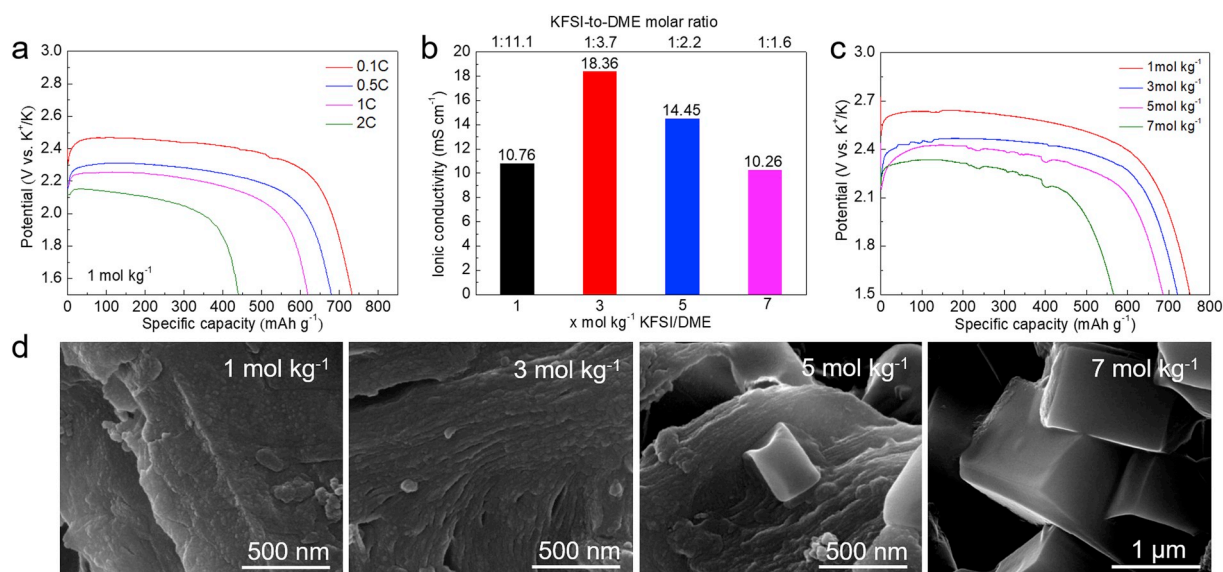 a
3.0
2.8
2.6
2.4
2.2
2.0
1.8
1.6
Potential (V vs. K⁺/K)
0.1C
0.5C
1C
2C
1 mol kg⁻¹
0 100 200 300 400 500 600 700 800
Specific capacity (mAh g⁻¹)
b
KFSI-to-DME molar ratio
1:11.1 1:3.7 1:2.2 1:1.6
20
18
16
14
12
10
8
6
4
2
0
Ionic conductivity (mS cm⁻¹)
10.76
18.36
14.45
10.26
1 3 5 7
x mol kg⁻¹ KFSI/DME
c
3.0
2.7
2.4
2.1
1.8
1.5
Potential (V vs. K⁺/K)
1mol kg⁻¹
3mol kg⁻¹
5mol kg⁻¹
7mol kg⁻¹
0 100 200 300 400 500 600 700 800
Specific capacity (mAh g⁻¹)
d
1 mol kg⁻¹
500 nm
3 mol kg⁻¹
500 nm
5 mol kg⁻¹
500 nm
7 mol kg⁻¹
1 μm